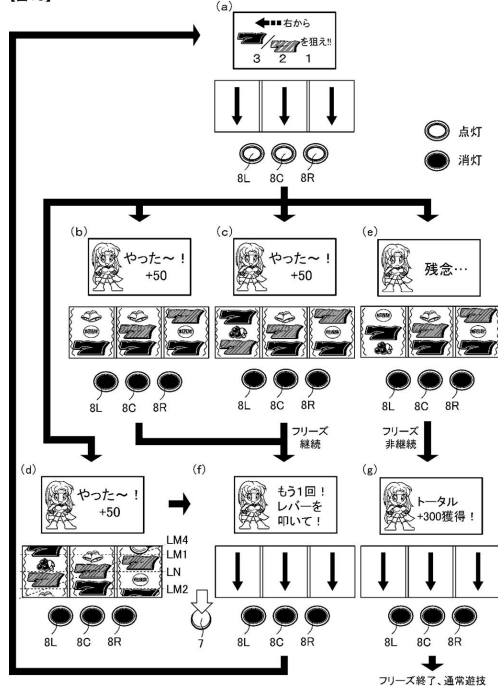 (a)
右から
を狙え!!
3 2 1
点灯
消灯
8L 8C 8R
(b)
やった～！
+50
8L 8C 8R
(c)
やった～！
+50
8L 8C 8R
(e)
残念…
8L 8C 8R
フリーズ
継続
フリーズ
非継続
(d)
やった～！
+50
LM4
LM1
LN
LM2
8L 8C 8R
7
(f)
もう1回！
レバーを
叩いて！
8L 8C 8R
(g)
トータル
+300獲得！
8L 8C 8R
フリーズ終了、通常遊技